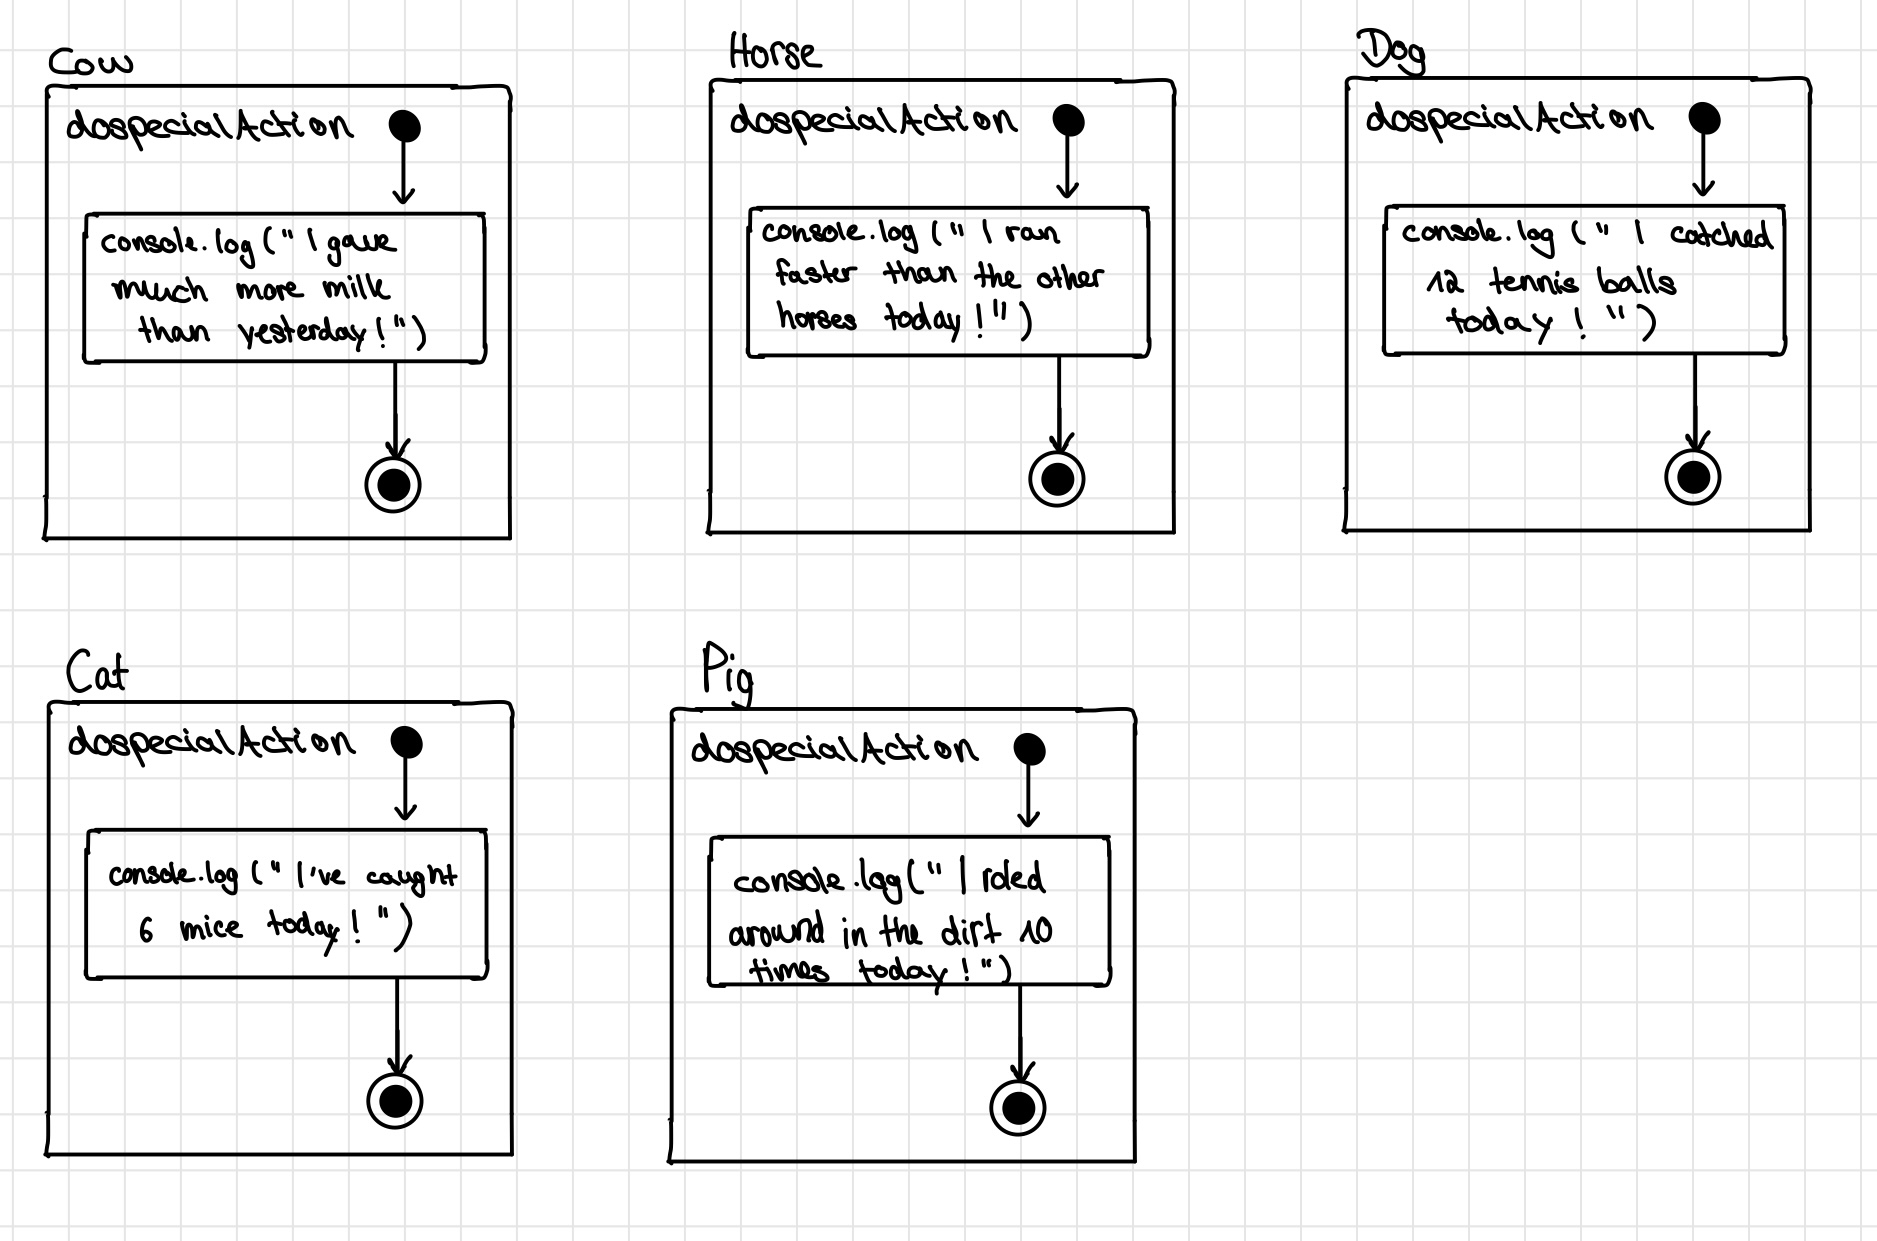 Cow
dospecialAction
console.log (" I gave
much more milk
than yesterday!")
Horse
dospecialAction
console.log (" I ran
faster than the other
horses today!")
Dog
dospecialAction
console.log (" I catched
12 tennis balls
today! ")
Cat
dospecialAction
console.log (" I've caught
6 mice today! ")
Pig
dospecialAction
console.log(" I roled
around in the dirt 10
times today!")